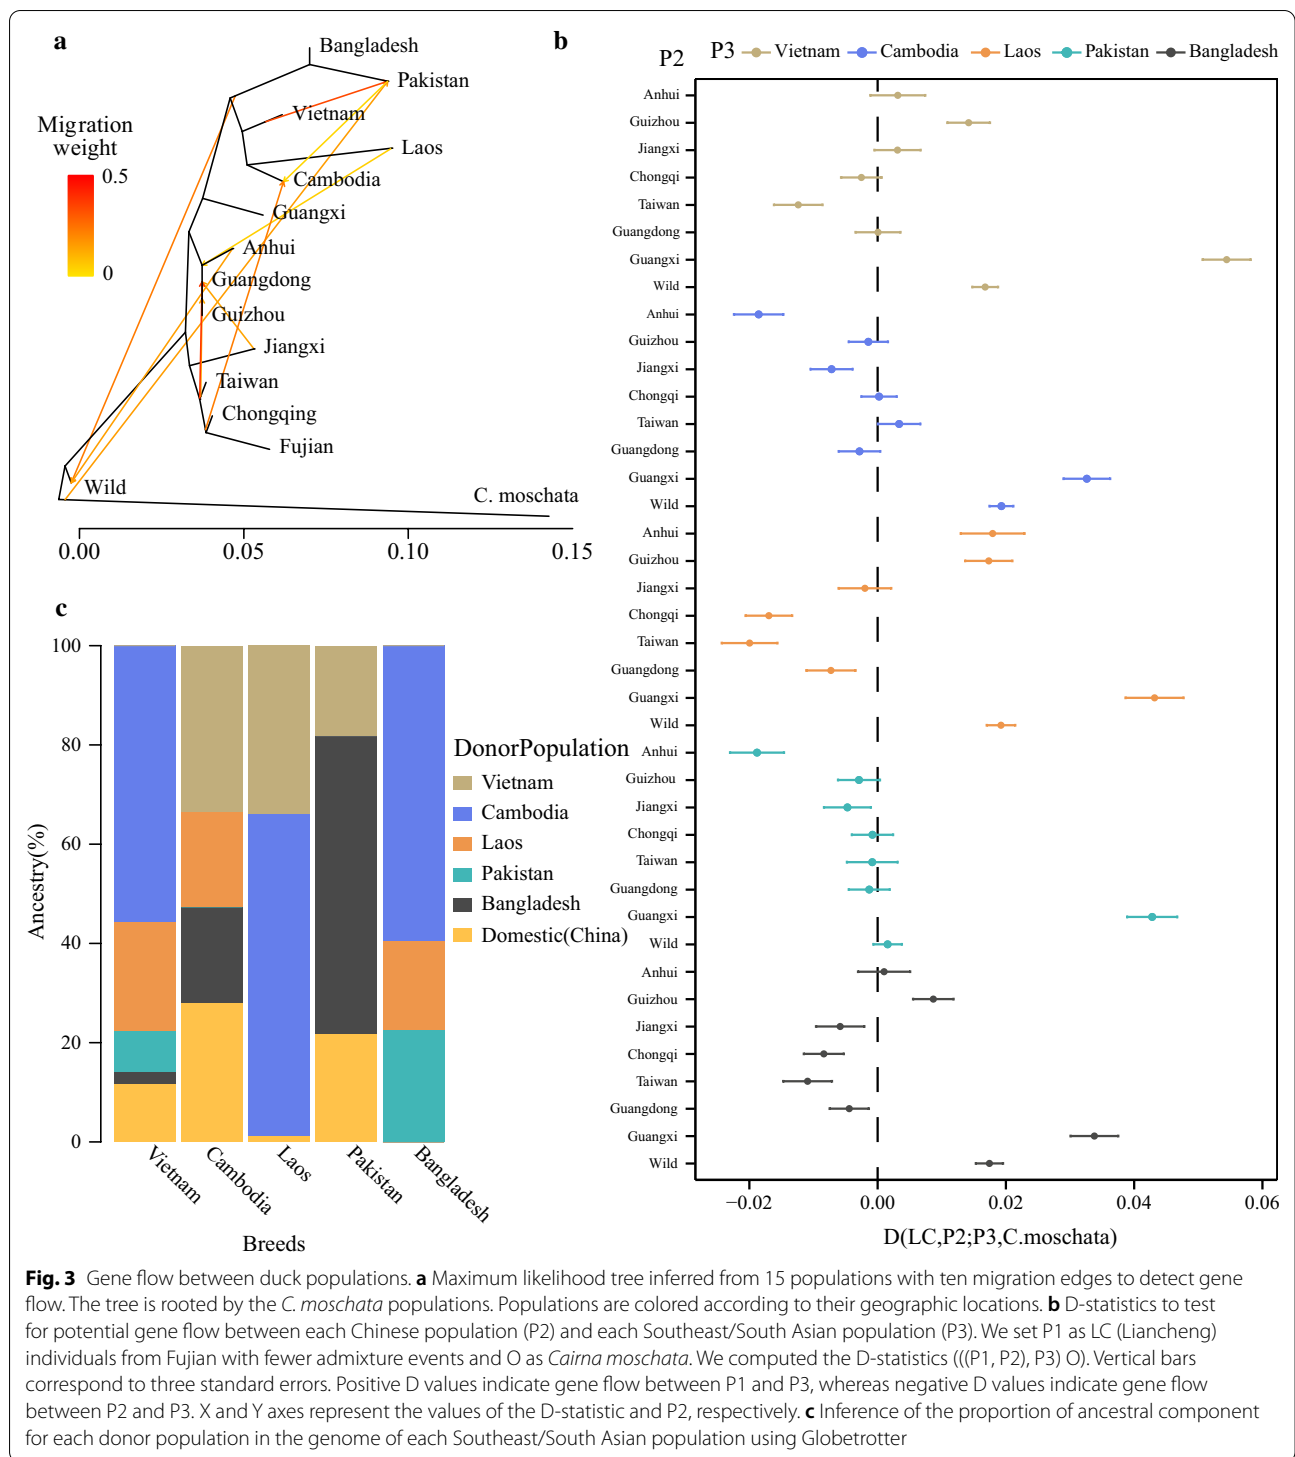 a
Bangladesh
Pakistan
Vietnam
Laos
Cambodia
Guangxi
Anhui
Guangdong
Guizhou
Jiangxi
Taiwan
Chongqing
Fujian
Wild
C. moschata
Migration
weight
0.5
0
0.00 0.05 0.10 0.15
b
P2 P3 Vietnam Cambodia Laos Pakistan Bangladesh
Anhui
Guizhou
Jiangxi
Chongqi
Taiwan
Guangdong
Guangxi
Wild
Anhui
Guizhou
Jiangxi
Chongqi
Taiwan
Guangdong
Guangxi
Wild
Anhui
Guizhou
Jiangxi
Chongqi
Taiwan
Guangdong
Guangxi
Wild
Anhui
Guizhou
Jiangxi
Chongqi
Taiwan
Guangdong
Guangxi
Wild
Anhui
Guizhou
Jiangxi
Chongqi
Taiwan
Guangdong
Guangxi
Wild
−0.02 0.00 0.02 0.04 0.06
D(LC,P2;P3,C.moschata)
c
100
80
60
40
20
0
Ancestry(%)
Vietnam
Cambodia
Laos
Pakistan
Bangladesh
Breeds
DonorPopulation
Vietnam
Cambodia
Laos
Pakistan
Bangladesh
Domestic(China)
Fig. 3 Gene flow between duck populations. a Maximum likelihood tree inferred from 15 populations with ten migration edges to detect gene
flow. The tree is rooted by the C. moschata populations. Populations are colored according to their geographic locations. b D-statistics to test
for potential gene flow between each Chinese population (P2) and each Southeast/South Asian population (P3). We set P1 as LC (Liancheng)
individuals from Fujian with fewer admixture events and O as Cairna moschata. We computed the D-statistics (((P1, P2), P3) O). Vertical bars
correspond to three standard errors. Positive D values indicate gene flow between P1 and P3, whereas negative D values indicate gene flow
between P2 and P3. X and Y axes represent the values of the D-statistic and P2, respectively. c Inference of the proportion of ancestral component
for each donor population in the genome of each Southeast/South Asian population using Globetrotter